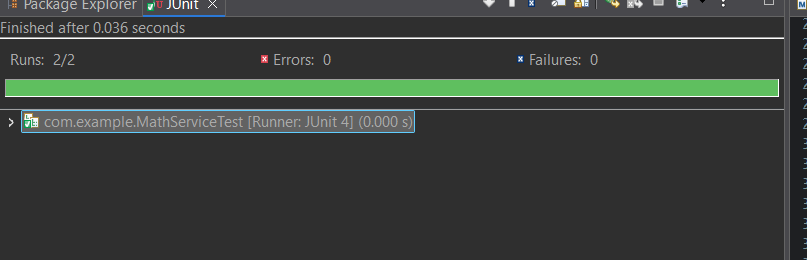 Package Explorer JUnit
Finished after 0.036 seconds
Runs: 2/2 Errors: 0 Failures: 0
com.example.MathServiceTest [Runner: JUnit 4] (0.000 s)